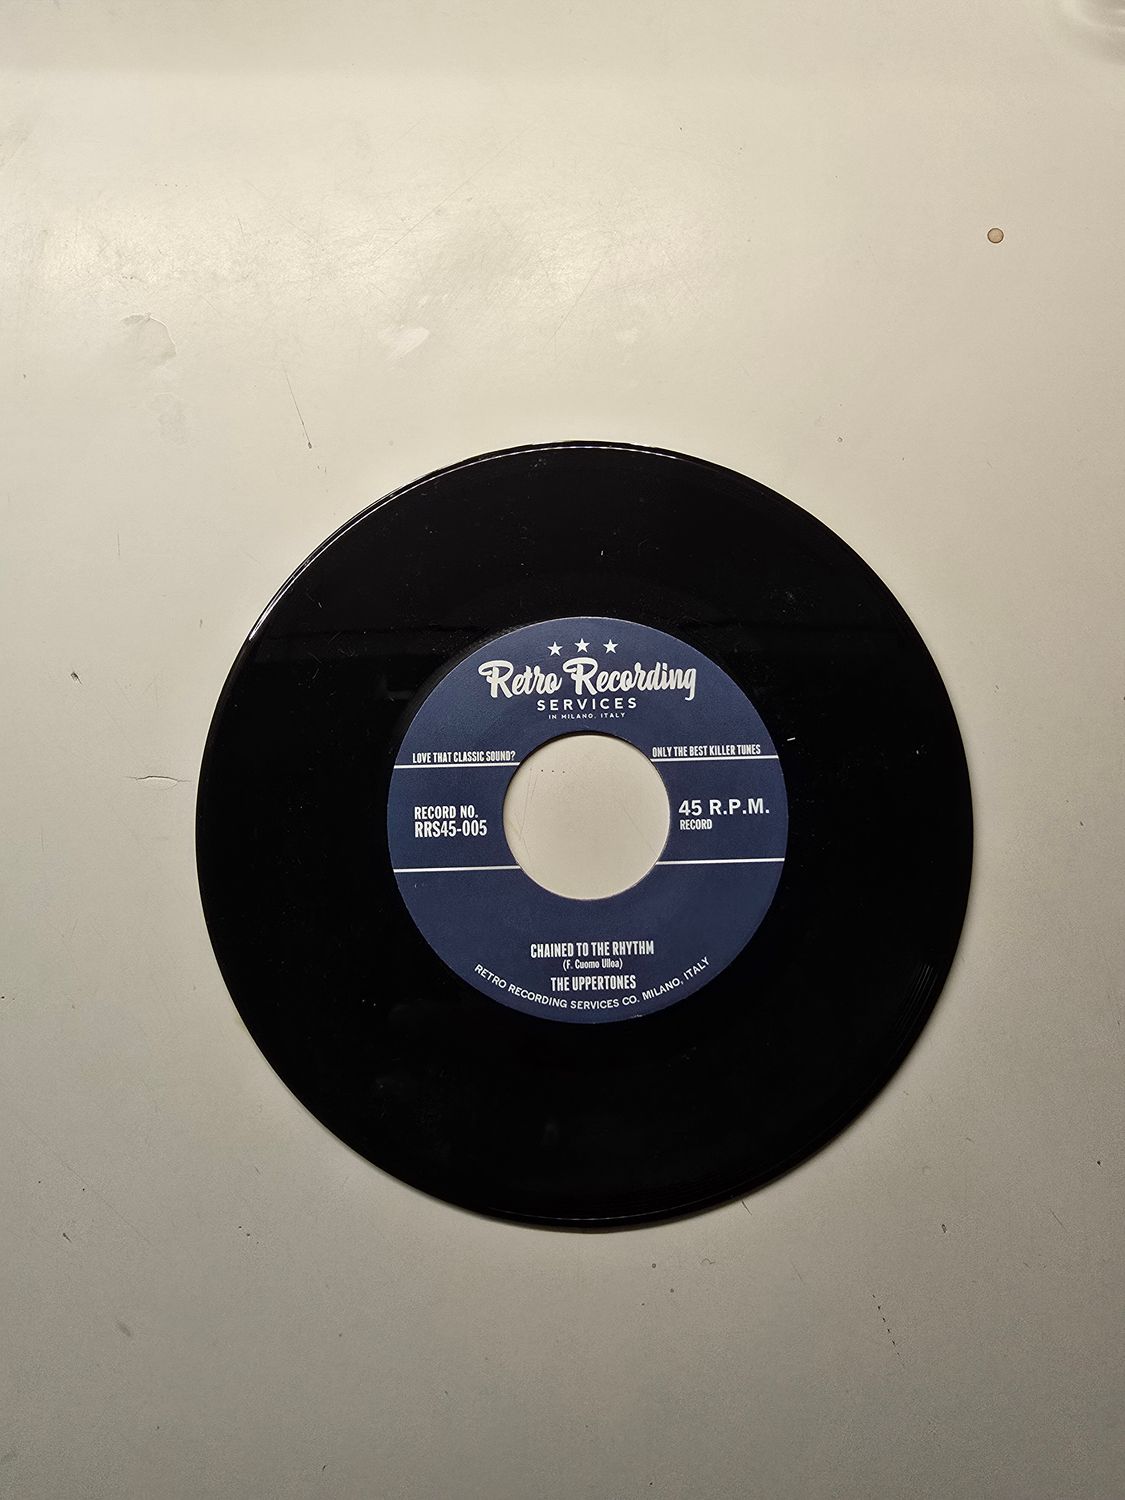 Retro Recording
SERVICES
IN MILANO, ITALY
LOVE THAT CLASSIC SOUND?
ONLY THE BEST KILLER TUNES
RECORD NO.
RRS45-005
45 R.P.M.
RECORD
CHAINED TO THE RHYTHM
(F. Cuomo Ulloa)
THE UPPERTONES
RETRO RECORDING SERVICES CO. MILANO, ITALY